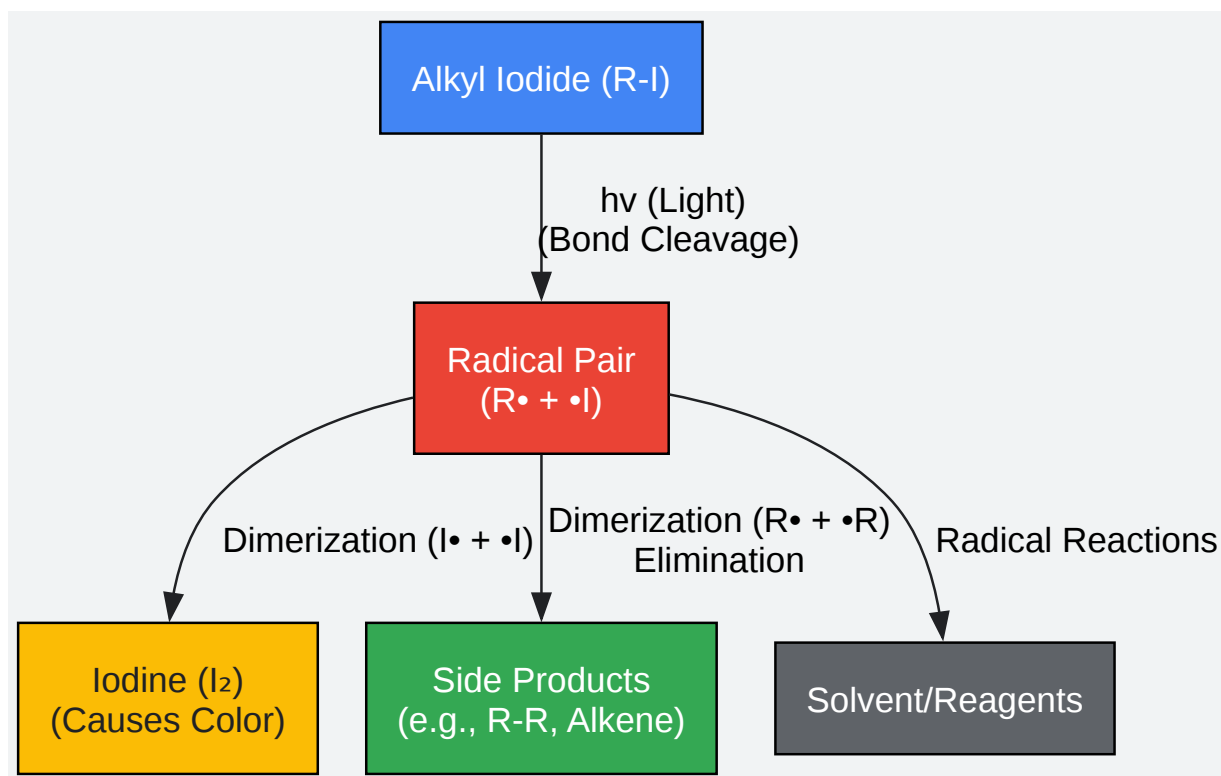 Alkyl Iodide (R-I)
hv (Light)
(Bond Cleavage)
Radical Pair
(R• + •I)
Dimerization (I• + •I)
Dimerization (R• + •R)
Elimination
Radical Reactions
Iodine (I₂)
(Causes Color)
Side Products
(e.g., R-R, Alkene)
Solvent/Reagents